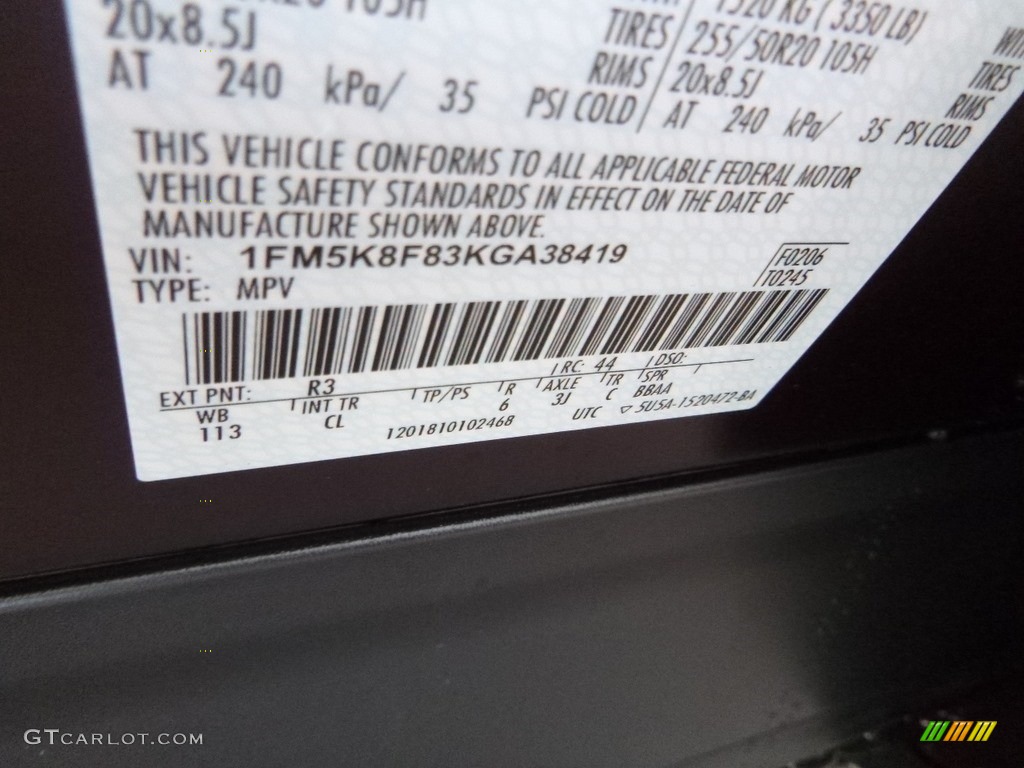 1520 KG ( 3350 LB)
R20 105H
20x8.5J
AT 240 kPa/ 35 PSI COLD
TIRES 255/50R20 105H
RIMS 20x8.5J
AT 240 kPa/ 35 PSI COLD
TIRES
RIMS
THIS VEHICLE CONFORMS TO ALL APPLICABLE FEDERAL MOTOR
VEHICLE SAFETY STANDARDS IN EFFECT ON THE DATE OF
MANUFACTURE SHOWN ABOVE.
VIN: 1FM5K8F83KGA38419
F0206
TYPE: MPV
T0245
EXT PNT: R3 RC: 44 DSO:
WB INT TR TP/PS R AXLE TR SPR
113 CL 6 3J C BBAA
1201810102468 UTC ▽ 5U5A-1520472-BA
GTCARLOT.COM